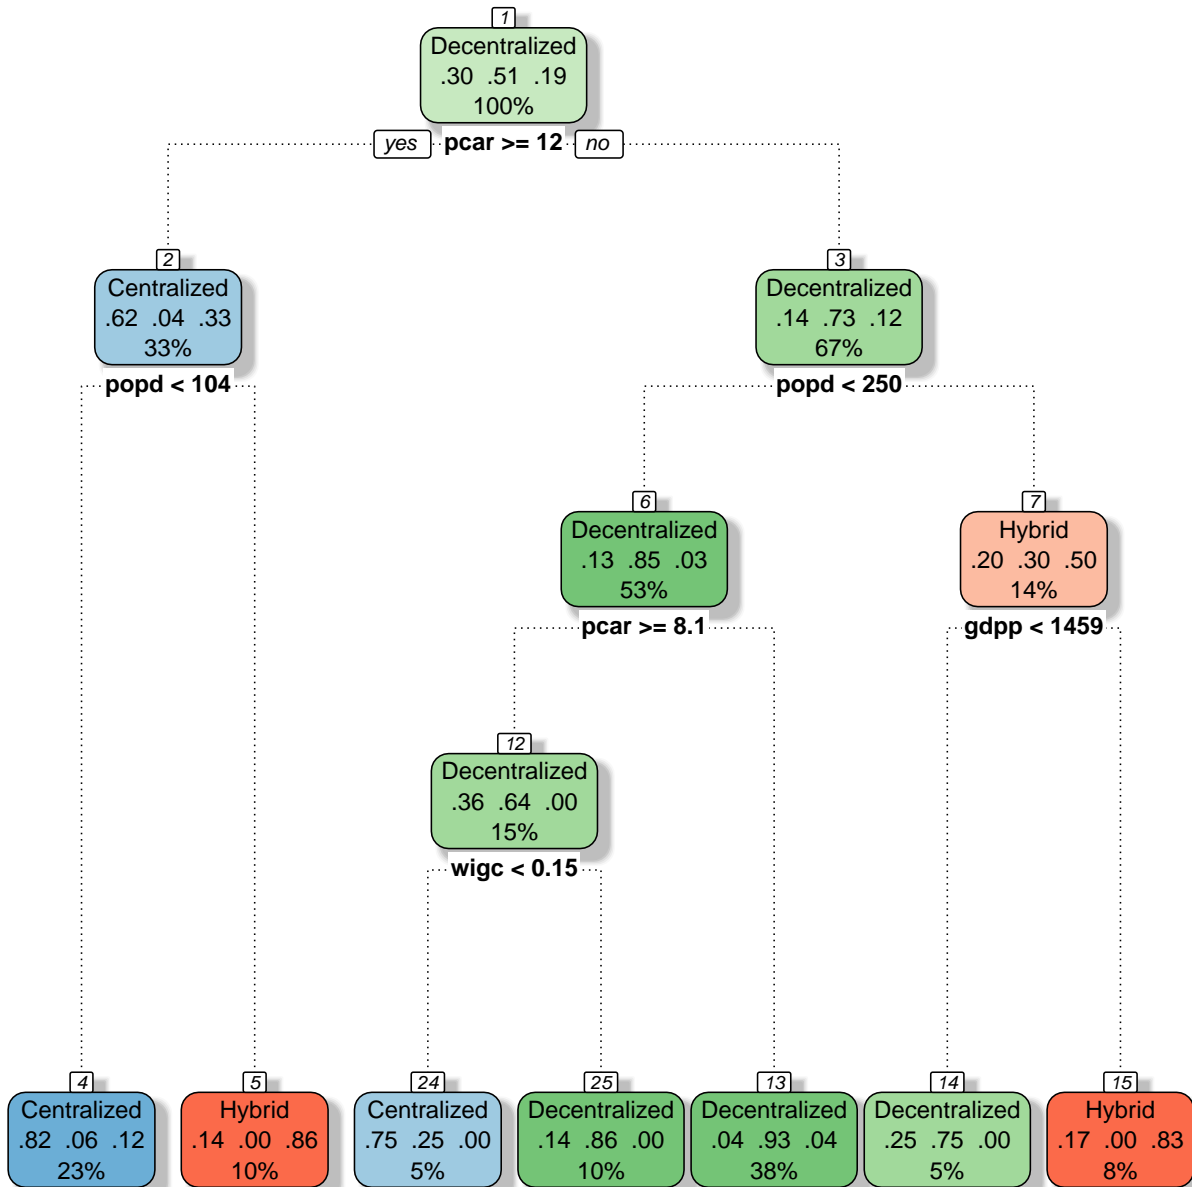 1
Decentralized
.30 .51 .19
100%
yes pcar >= 12 no
2
Centralized
.62 .04 .33
33%
popd < 104
3
Decentralized
.14 .73 .12
67%
popd < 250
6
Decentralized
.13 .85 .03
53%
pcar >= 8.1
7
Hybrid
.20 .30 .50
14%
gdpp < 1459
12
Decentralized
.36 .64 .00
15%
wigc < 0.15
4
Centralized
.82 .06 .12
23%
5
Hybrid
.14 .00 .86
10%
24
Centralized
.75 .25 .00
5%
25
Decentralized
.14 .86 .00
10%
13
Decentralized
.04 .93 .04
38%
14
Decentralized
.25 .75 .00
5%
15
Hybrid
.17 .00 .83
8%